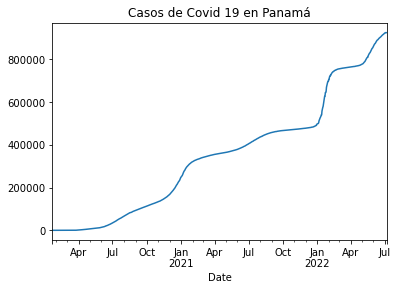 Casos de Covid 19 en Panamá
800000
600000
400000
200000
0
Apr Jul Oct Jan Apr Jul Oct Jan Apr Jul
2021 2022
Date